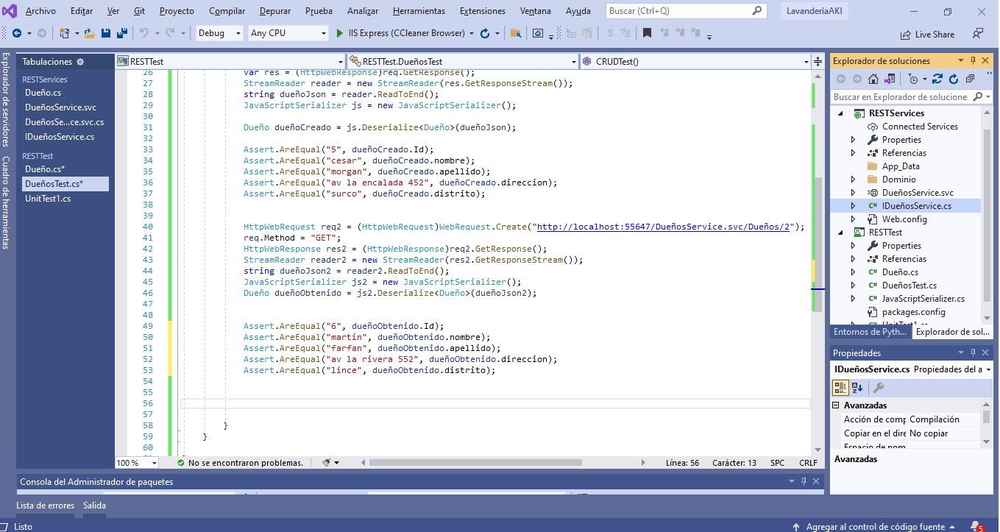 Archivo Editar Ver Git Proyecto Compilar Depurar Prueba Analizar Herramientas Extensiones Ventana Ayuda Buscar (Ctrl+Q) LavanderiaAKI
Debug Any CPU IIS Express (CCleaner Browser) Live Share
Explorador de servidores
Cuadro de herramientas
Tabulaciones
RESTServices
Dueño.cs
DueñosService.svc
DueñosSe...ce.svc.cs
IDueñosService.cs
RESTTest
Dueño.cs*
DueñosTest.cs*
UnitTest1.cs
RESTTest RESTTest.DueñosTest CRUDTest()
26 var res = (HttpWebResponse)req.GetResponse();
27 StreamReader reader = new StreamReader(res.GetResponseStream());
28 string dueñoJson = reader.ReadToEnd();
29 JavaScriptSerializer js = new JavaScriptSerializer();
30
31 Dueño dueñoCreado = js.Deserialize<Dueño>(dueñoJson);
32
33 Assert.AreEqual("5", dueñoCreado.Id);
34 Assert.AreEqual("cesar", dueñoCreado.nombre);
35 Assert.AreEqual("morgan", dueñoCreado.apellido);
36 Assert.AreEqual("av la encalada 452", dueñoCreado.direccion);
37 Assert.AreEqual("surco", dueñoCreado.distrito);
38
39
40 HttpWebRequest req2 = (HttpWebRequest)WebRequest.Create("http://localhost:55647/DueñosService.svc/Dueños/2");
41 req.Method = "GET";
42 HttpWebResponse res2 = (HttpWebResponse)req2.GetResponse();
43 StreamReader reader2 = new StreamReader(res2.GetResponseStream());
44 string dueñoJson2 = reader2.ReadToEnd();
45 JavaScriptSerializer js2 = new JavaScriptSerializer();
46 Dueño dueñoObtenido = js2.Deserialize<Dueño>(dueñoJson2);
47
48
49 Assert.AreEqual("6", dueñoObtenido.Id);
50 Assert.AreEqual("martin", dueñoObtenido.nombre);
51 Assert.AreEqual("farfan", dueñoObtenido.apellido);
52 Assert.AreEqual("av la rivera 552", dueñoObtenido.direccion);
53 Assert.AreEqual("lince", dueñoObtenido.distrito);
54
55
56
57
58 }
59 }
60
100 % No se encontraron problemas. Línea: 56 Carácter: 13 SPC CRLF
Explorador de soluciones
Buscar en Explorador de solucione
RESTServices
Connected Services
Properties
Referencias
App_Data
Dominio
DueñosService.svc
IDueñosService.cs
Web.config
RESTTest
Properties
Referencias
Dueño.cs
DueñosTest.cs
JavaScriptSerializer.cs
packages.config
UnitTest1.cs
Entornos de Pyth... Explorador de sol...
Propiedades
IDueñosService.cs Propiedades del a
Avanzadas
Acción de comp Compilación
Copiar en el dire No copiar
Espacio de nom
Avanzadas
Consola del Administrador de paquetes
Lista de errores Salida
Listo Agregar al control de código fuente 5